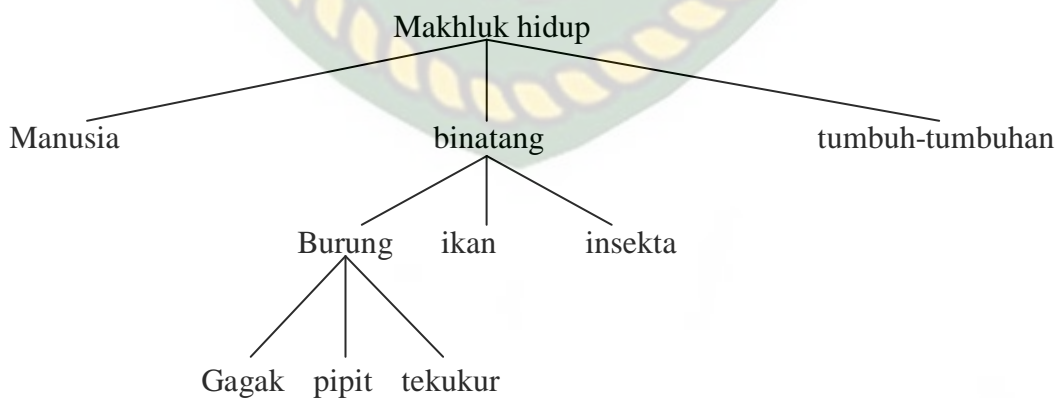 Makhluk hidup
Manusia binatang tumbuh-tumbuhan
Burung ikan insekta
Gagak pipit tekukur